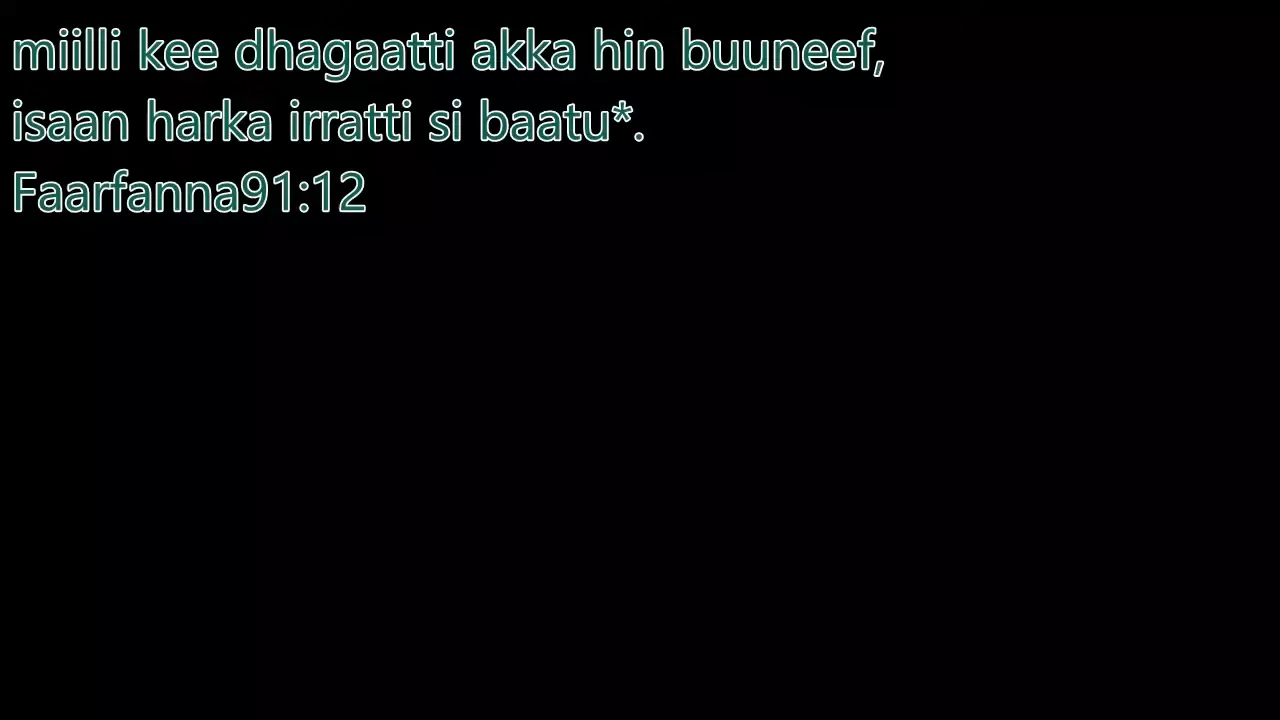 miilli kee dhagaatti akka hin buuneef,
isaan harka irratti si baatu*.
Faarfanna91:12